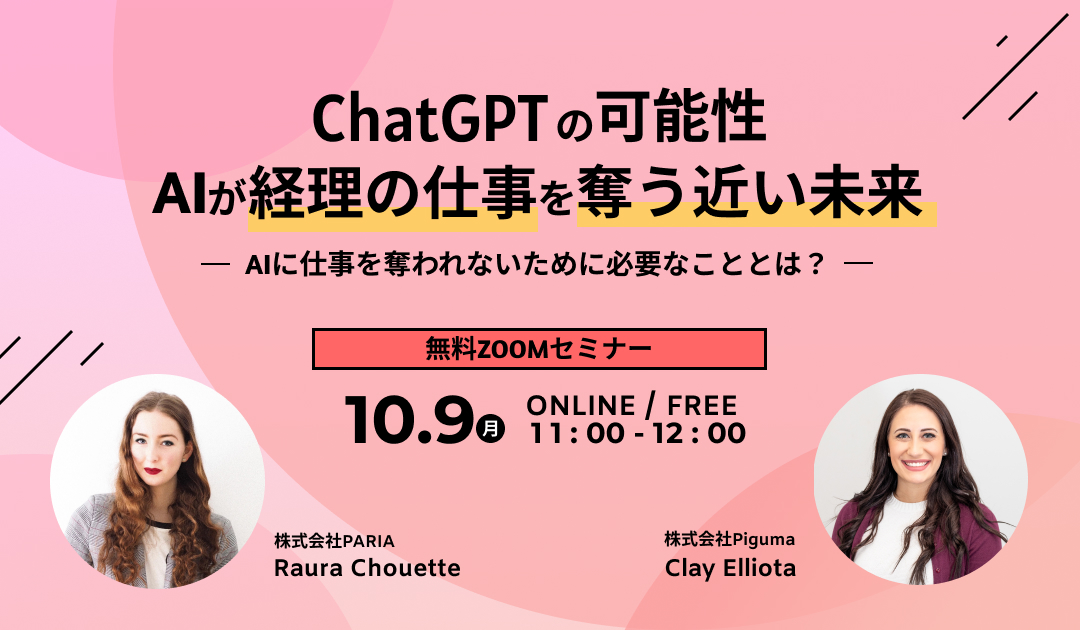 ChatGPTの可能性
AIが経理の仕事を奪う近い未来
AIに仕事を奪われないために必要なこととは？
無料ZOOMセミナー
10.9月
ONLINE / FREE
11:00 - 12:00
株式会社PARIA
Raura Chouette
株式会社Piguma
Clay Elliota